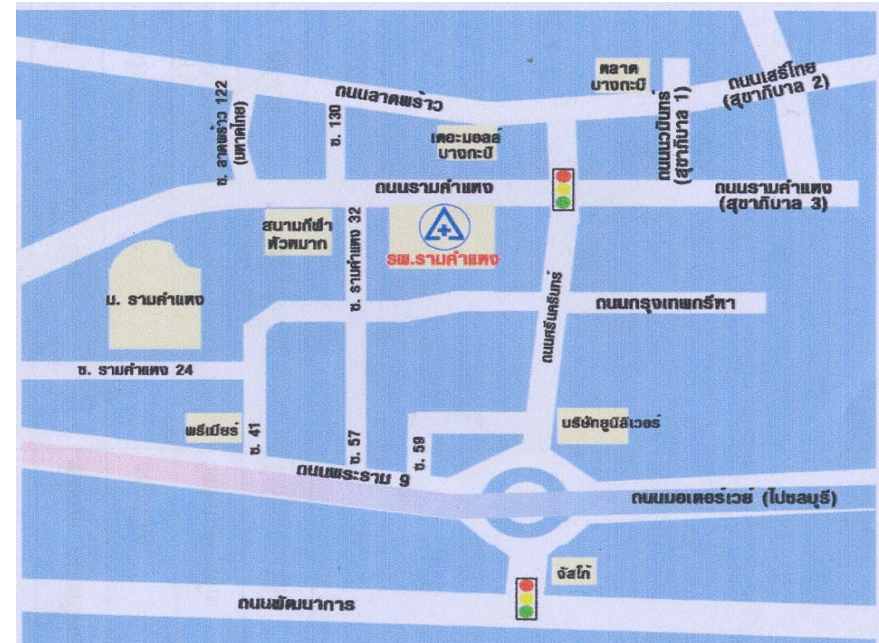 ถนนลาดพร้าว
ตลาด
บางกะปิ
ถนนเสรีไทย
(สุขาภิบาล 2)
ซ. ลาดพร้าว 122
(มหาดไทย)
ซ. 130
เดอะมอลล์
บางกะปิ
ถนนนวมินทร์
(สุขาภิบาล 1)
ถนนรามคำแหง
ถนนรามคำแหง
(สุขาภิบาล 3)
สนามกีฬา
หัวหมาก
ซ. รามคำแหง 32
รพ.รามคำแหง
ม. รามคำแหง
ถนนศรีนครินทร์
ถนนกรุงเทพกรีฑา
ซ. รามคำแหง 24
พรีเมียร์
ซ. 41
ซ. 57
ซ. 59
บริษัทยูนิลิเวอร์
ถนนพระราม 9
ถนนมอเตอร์เวย์ (ไปชลบุรี)
จัสโก้
ถนนพัฒนาการ